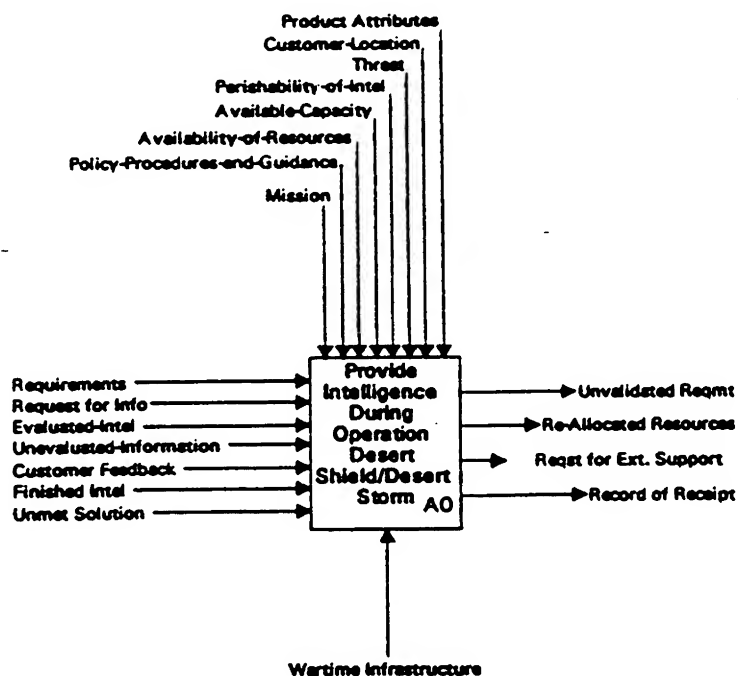 Product Attributes
Customer-Location
Threat
Perishability-of-Intel
Available-Capacity
Availability-of-Resources
Policy-Procedures-and-Guidance
Mission
Requirements
Request for Info
Evaluated-Intel
Unevaluated-Information
Customer Feedback
Finished Intel
Unmet Solution
Provide
Intelligence
During
Operation
Desert
Shield/Desert
Storm
A0
Unvalidated Reqmt
Re-Allocated Resources
Reqst for Ext. Support
Record of Receipt
Wartime Infrastructure